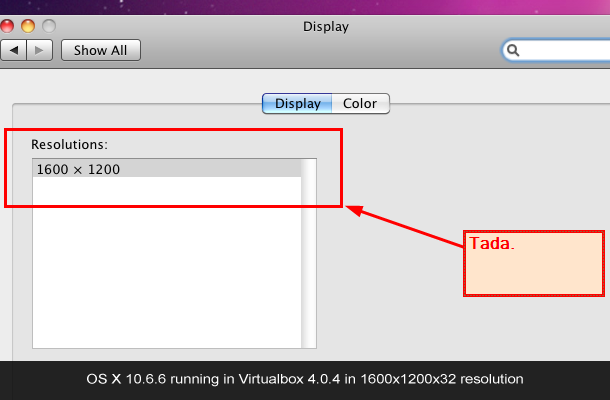 Display
Show All
Display Color
Resolutions:
1600 × 1200
Tada.
OS X 10.6.6 running in Virtualbox 4.0.4 in 1600x1200x32 resolution